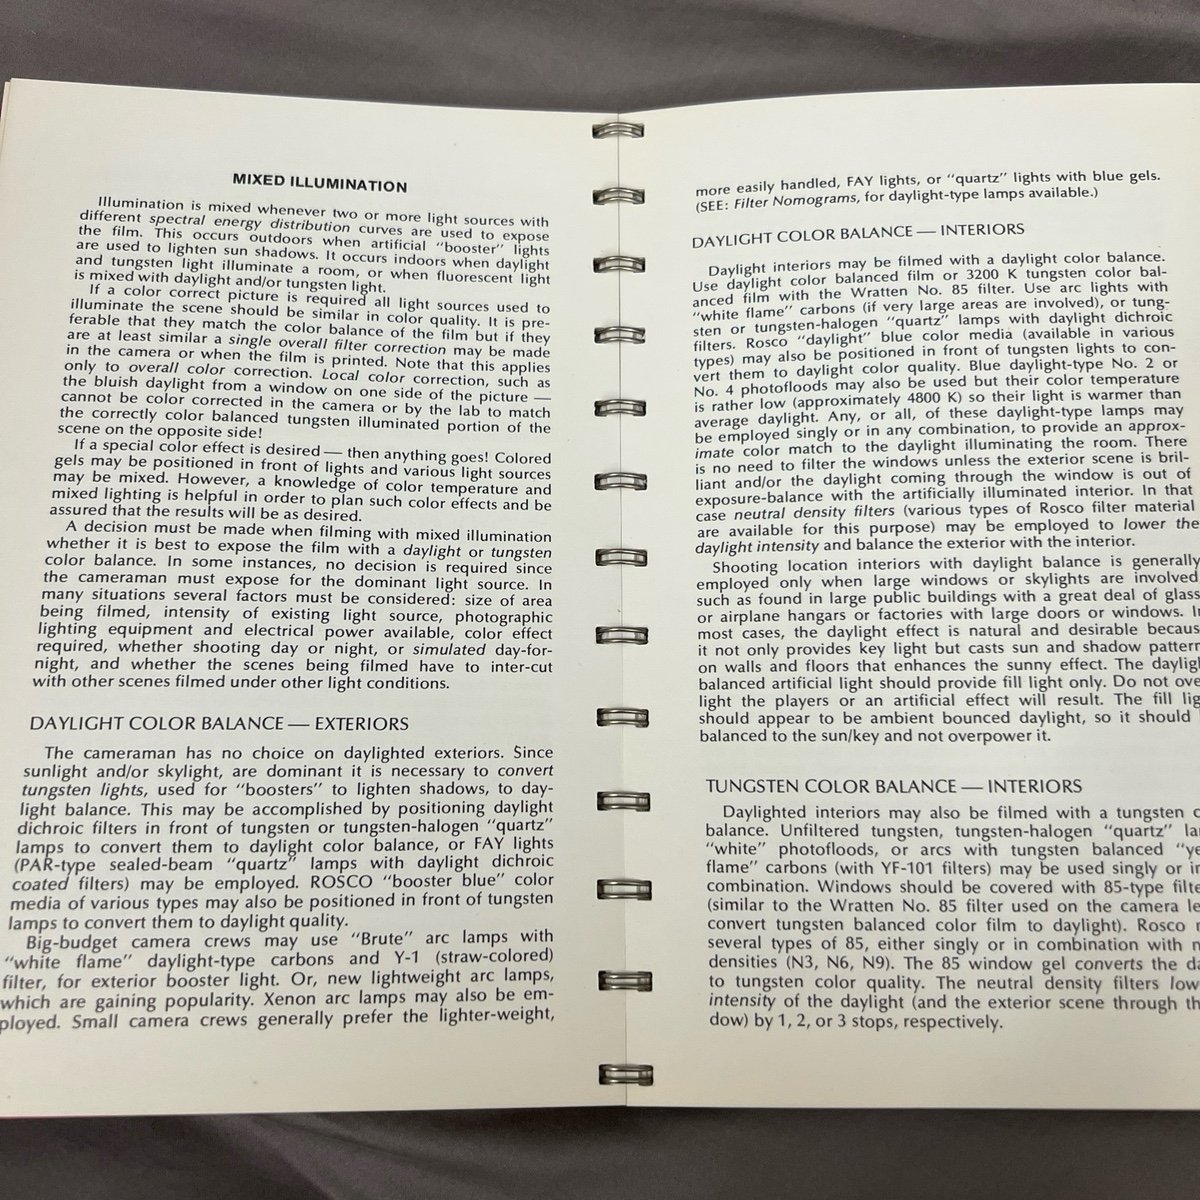 MIXED ILLUMINATION
Illumination is mixed whenever two or more light sources with
different spectral energy distribution curves are used to expose
the film. This occurs outdoors when artificial "booster" lights
are used to lighten sun shadows. It occurs indoors when daylight
and tungsten light illuminate a room, or when fluorescent light
is mixed with daylight and/or tungsten light.
If a color correct picture is required all light sources used to
illuminate the scene should be similar in color quality. It is pre-
ferable that they match the color balance of the film but if they
are at least similar a single overall filter correction may be made
in the camera or when the film is printed. Note that this applies
only to overall color correction. Local color correction, such as
the bluish daylight from a window on one side of the picture —
cannot be color corrected in the camera or by the lab to match
the correctly color balanced tungsten illuminated portion of the
scene on the opposite side!
If a special color effect is desired — then anything goes! Colored
gels may be positioned in front of lights and various light sources
may be mixed. However, a knowledge of color temperature and
mixed lighting is helpful in order to plan such color effects and be
assured that the results will be as desired.
A decision must be made when filming with mixed illumination
whether it is best to expose the film with a daylight or tungsten
color balance. In some instances, no decision is required since
the cameraman must expose for the dominant light source. In
many situations several factors must be considered: size of area
being filmed, intensity of existing light source, photographic
lighting equipment and electrical power available, color effect
required, whether shooting day or night, or simulated day-for-
night, and whether the scenes being filmed have to inter-cut
with other scenes filmed under other light conditions.
DAYLIGHT COLOR BALANCE — EXTERIORS
The cameraman has no choice on daylighted exteriors. Since
sunlight and/or skylight, are dominant it is necessary to convert
tungsten lights, used for "boosters" to lighten shadows, to day-
light balance. This may be accomplished by positioning daylight
dichroic filters in front of tungsten or tungsten-halogen "quartz"
lamps to convert them to daylight color balance, or FAY lights
(PAR-type sealed-beam "quartz" lamps with daylight dichroic
coated filters) may be employed. ROSCO "booster blue" color
media of various types may also be positioned in front of tungsten
lamps to convert them to daylight quality.
Big-budget camera crews may use "Brute" arc lamps with
"white flame" daylight-type carbons and Y-1 (straw-colored)
filter, for exterior booster light. Or, new lightweight arc lamps,
which are gaining popularity. Xenon arc lamps may also be em-
ployed. Small camera crews generally prefer the lighter-weight,
more easily handled, FAY lights, or "quartz" lights with blue gels.
(SEE: Filter Nomograms, for daylight-type lamps available.)
DAYLIGHT COLOR BALANCE — INTERIORS
Daylight interiors may be filmed with a daylight color balance.
Use daylight color balanced film or 3200 K tungsten color bal-
anced film with the Wratten No. 85 filter. Use arc lights with
"white flame" carbons (if very large areas are involved), or tung-
sten or tungsten-halogen "quartz" lamps with daylight dichroic
filters. Rosco "daylight" blue color media (available in various
types) may also be positioned in front of tungsten lights to con-
vert them to daylight color quality. Blue daylight-type No. 2 or
No. 4 photofloods may also be used but their color temperature
is rather low (approximately 4800 K) so their light is warmer than
average daylight. Any, or all, of these daylight-type lamps may
be employed singly or in any combination, to provide an approx-
imate color match to the daylight illuminating the room. There
is no need to filter the windows unless the exterior scene is bril-
liant and/or the daylight coming through the window is out of
exposure-balance with the artificially illuminated interior. In that
case neutral density filters (various types of Rosco filter material
are available for this purpose) may be employed to lower the
daylight intensity and balance the exterior with the interior.
Shooting location interiors with daylight balance is generally
employed only when large windows or skylights are involved
such as found in large public buildings with a great deal of glass
or airplane hangars or factories with large doors or windows. In
most cases, the daylight effect is natural and desirable becaus
it not only provides key light but casts sun and shadow pattern
on walls and floors that enhances the sunny effect. The dayligh
balanced artificial light should provide fill light only. Do not ove
light the players or an artificial effect will result. The fill lig
should appear to be ambient bounced daylight, so it should
balanced to the sun/key and not overpower it.
TUNGSTEN COLOR BALANCE — INTERIORS
Daylighted interiors may also be filmed with a tungsten c
balance. Unfiltered tungsten, tungsten-halogen "quartz" la
"white" photofloods, or arcs with tungsten balanced "ye
flame" carbons (with YF-101 filters) may be used singly or in
combination. Windows should be covered with 85-type filte
(similar to the Wratten No. 85 filter used on the camera le
convert tungsten balanced color film to daylight). Rosco
several types of 85, either singly or in combination with n
densities (N3, N6, N9). The 85 window gel converts the da
to tungsten color quality. The neutral density filters low
intensity of the daylight (and the exterior scene through th
dow) by 1, 2, or 3 stops, respectively.